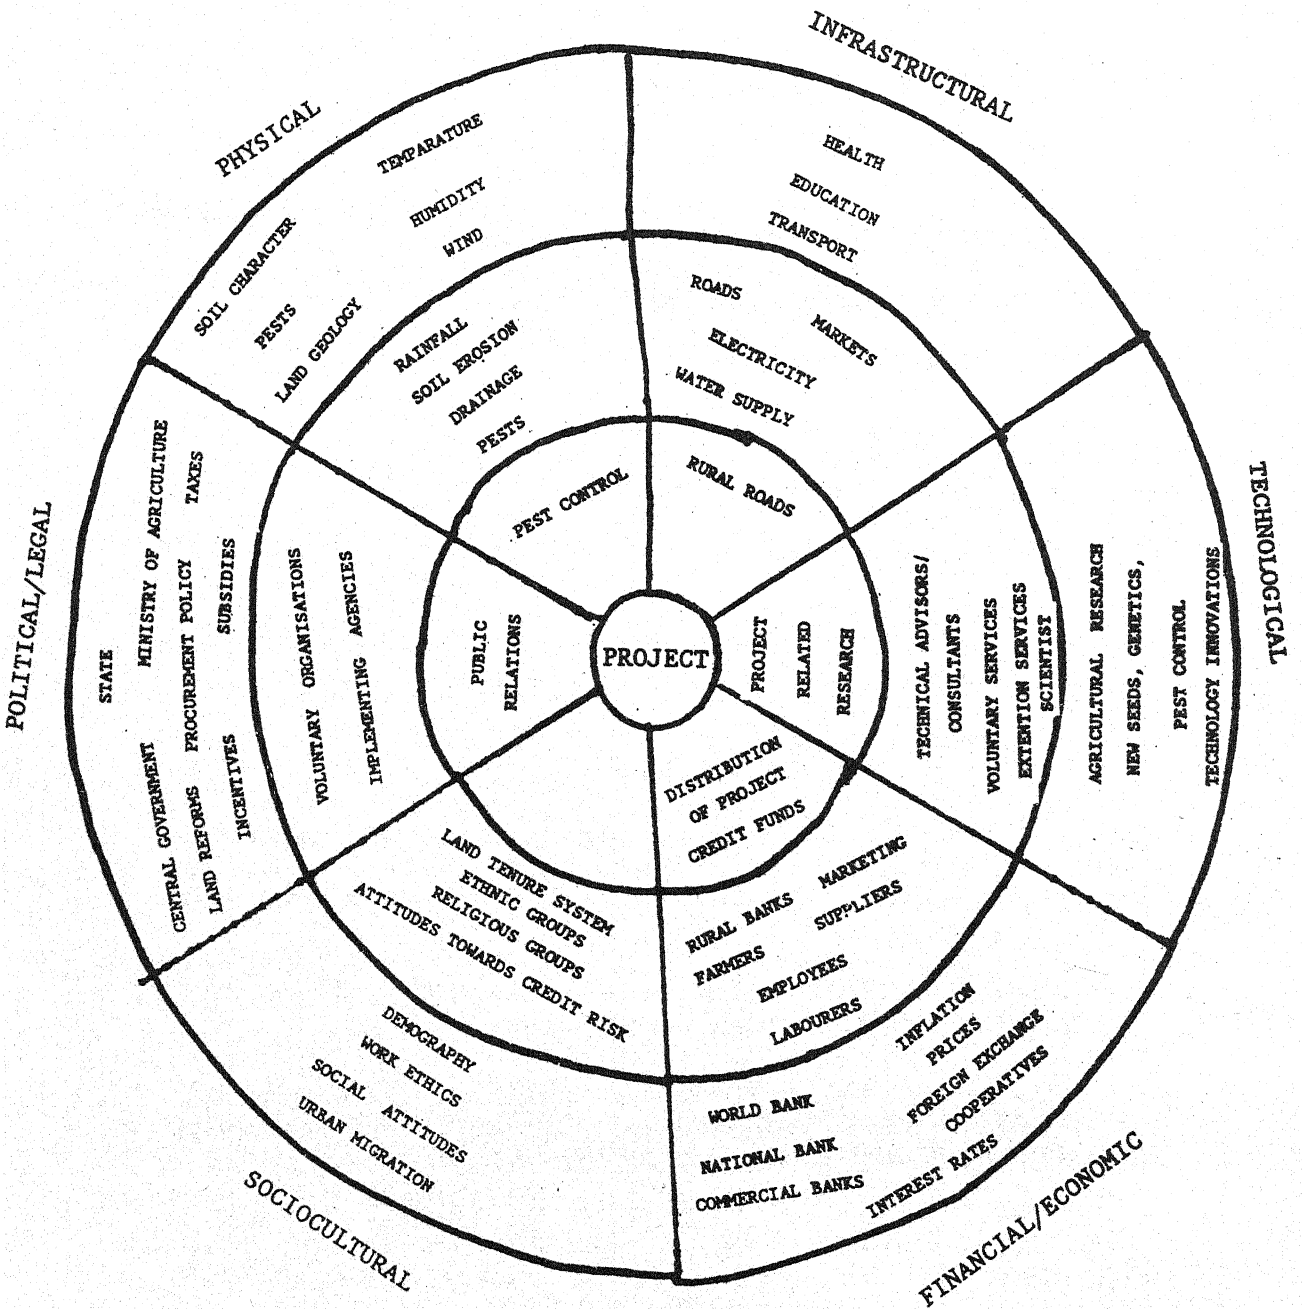 INFRASTRUCTURAL
HEALTH
EDUCATION
TRANSPORT
ROADS
MARKETS
ELECTRICITY
WATER SUPPLY
RURAL ROADS
TECHNOLOGICAL
PROJECT
RELATED
RESEARCH
TECHNICAL ADVISORS/
CONSULTANTS
VOLUNTARY SERVICES
EXTENTION SERVICES
SCIENTIST
AGRICULTURAL RESEARCH
NEW SEEDS, GENETICS,
PEST CONTROL
TECHNOLOGY INNOVATIONS
FINANCIAL/ECONOMIC
DISTRIBUTION
OF PROJECT
CREDIT FUNDS
MARKETING
RURAL BANKS
SUPPLIERS
FARMERS
EMPLOYEES
LABOURERS
INFLATION
PRICES
FOREIGN EXCHANGE
COOPERATIVES
WORLD BANK
NATIONAL BANK
COMMERCIAL BANKS
INTEREST RATES
SOCIOCULTURAL
LAND TENURE SYSTEM
ETHNIC GROUPS
RELIGIOUS GROUPS
ATTITUDES TOWARDS CREDIT RISK
DEMOGRAPHY
WORK ETHICS
SOCIAL ATTITUDES
URBAN MIGRATION
POLITICAL/LEGAL
STATE
CENTRAL GOVERNMENT MINISTRY OF AGRICULTURE
LAND REFORMS PROCUREMENT POLICY TAXES
INCENTIVES SUBSIDIES
VOLUNTARY ORGANISATIONS
IMPLEMENTING AGENCIES
PUBLIC
RELATIONS
PHYSICAL
TEMPARATURE
HUMIDITY
WIND
SOIL CHARACTER
PESTS
LAND GEOLOGY
RAINFALL
SOIL EROSION
DRAINAGE
PESTS
PEST CONTROL
PROJECT